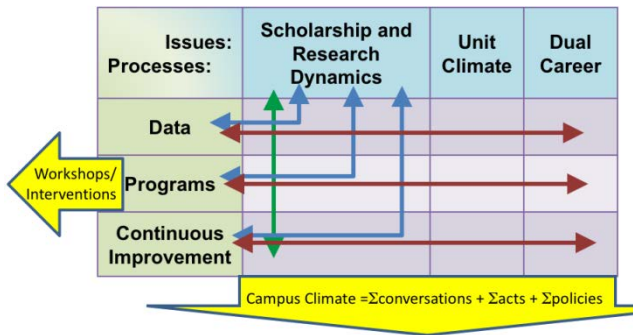 Issues:
Processes:
Scholarship and
Research
Dynamics
Unit
Climate
Dual
Career
Data
Workshops/
Interventions
Programs
Continuous
Improvement
Campus Climate =Σconversations + Σacts + Σpolicies